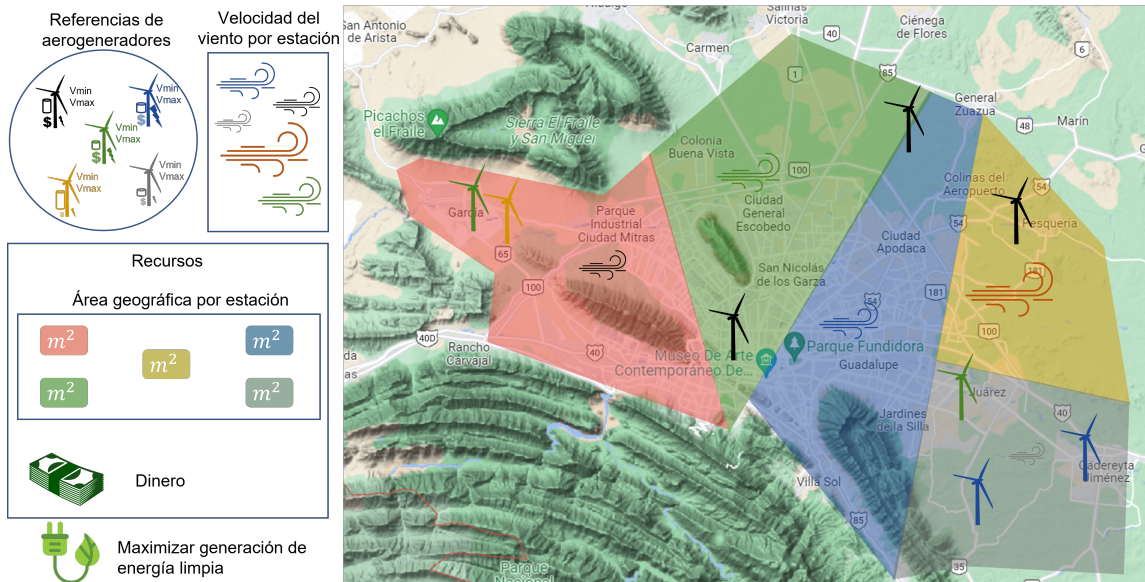 Referencias de
aerogeneradores
Velocidad del
viento por estación
Vmin
Vmax
Vmin
Vmax
Vmin
Vmax
Vmin
Vmax
Vmin
Vmax
$
$
$
$
$
Recursos
Área geográfica por estación
m²
m²
m²
m²
m²
Dinero
Maximizar generación de
energía limpia
San Antonio
de Arista
Hidalgo
Salinas
Victoria
40
Ciénega
de Flores
6
Carmen
1
85
General
Zuazua
Picachos
el Fraile
Sierra El Fraile
y San Miguel
48
Marín
Colonia
Buena Vista
100
Colinas del
Aeropuerto
54
García
Parque
Industrial
Ciudad Mitras
Ciudad
General
Escobedo
54
Pesquería
65
Ciudad
Apodaca
100
San Nicolás
de los Garza
181
181
54
100
40D
Rancho
Carvajal
40
Museo De Arte
Contemporáneo De...
Parque Fundidora
Guadalupe
Juárez
40
Jardines
de la Silla
Cadereyta
Jiménez
Villa Sol
85
35
Parque
Nacional